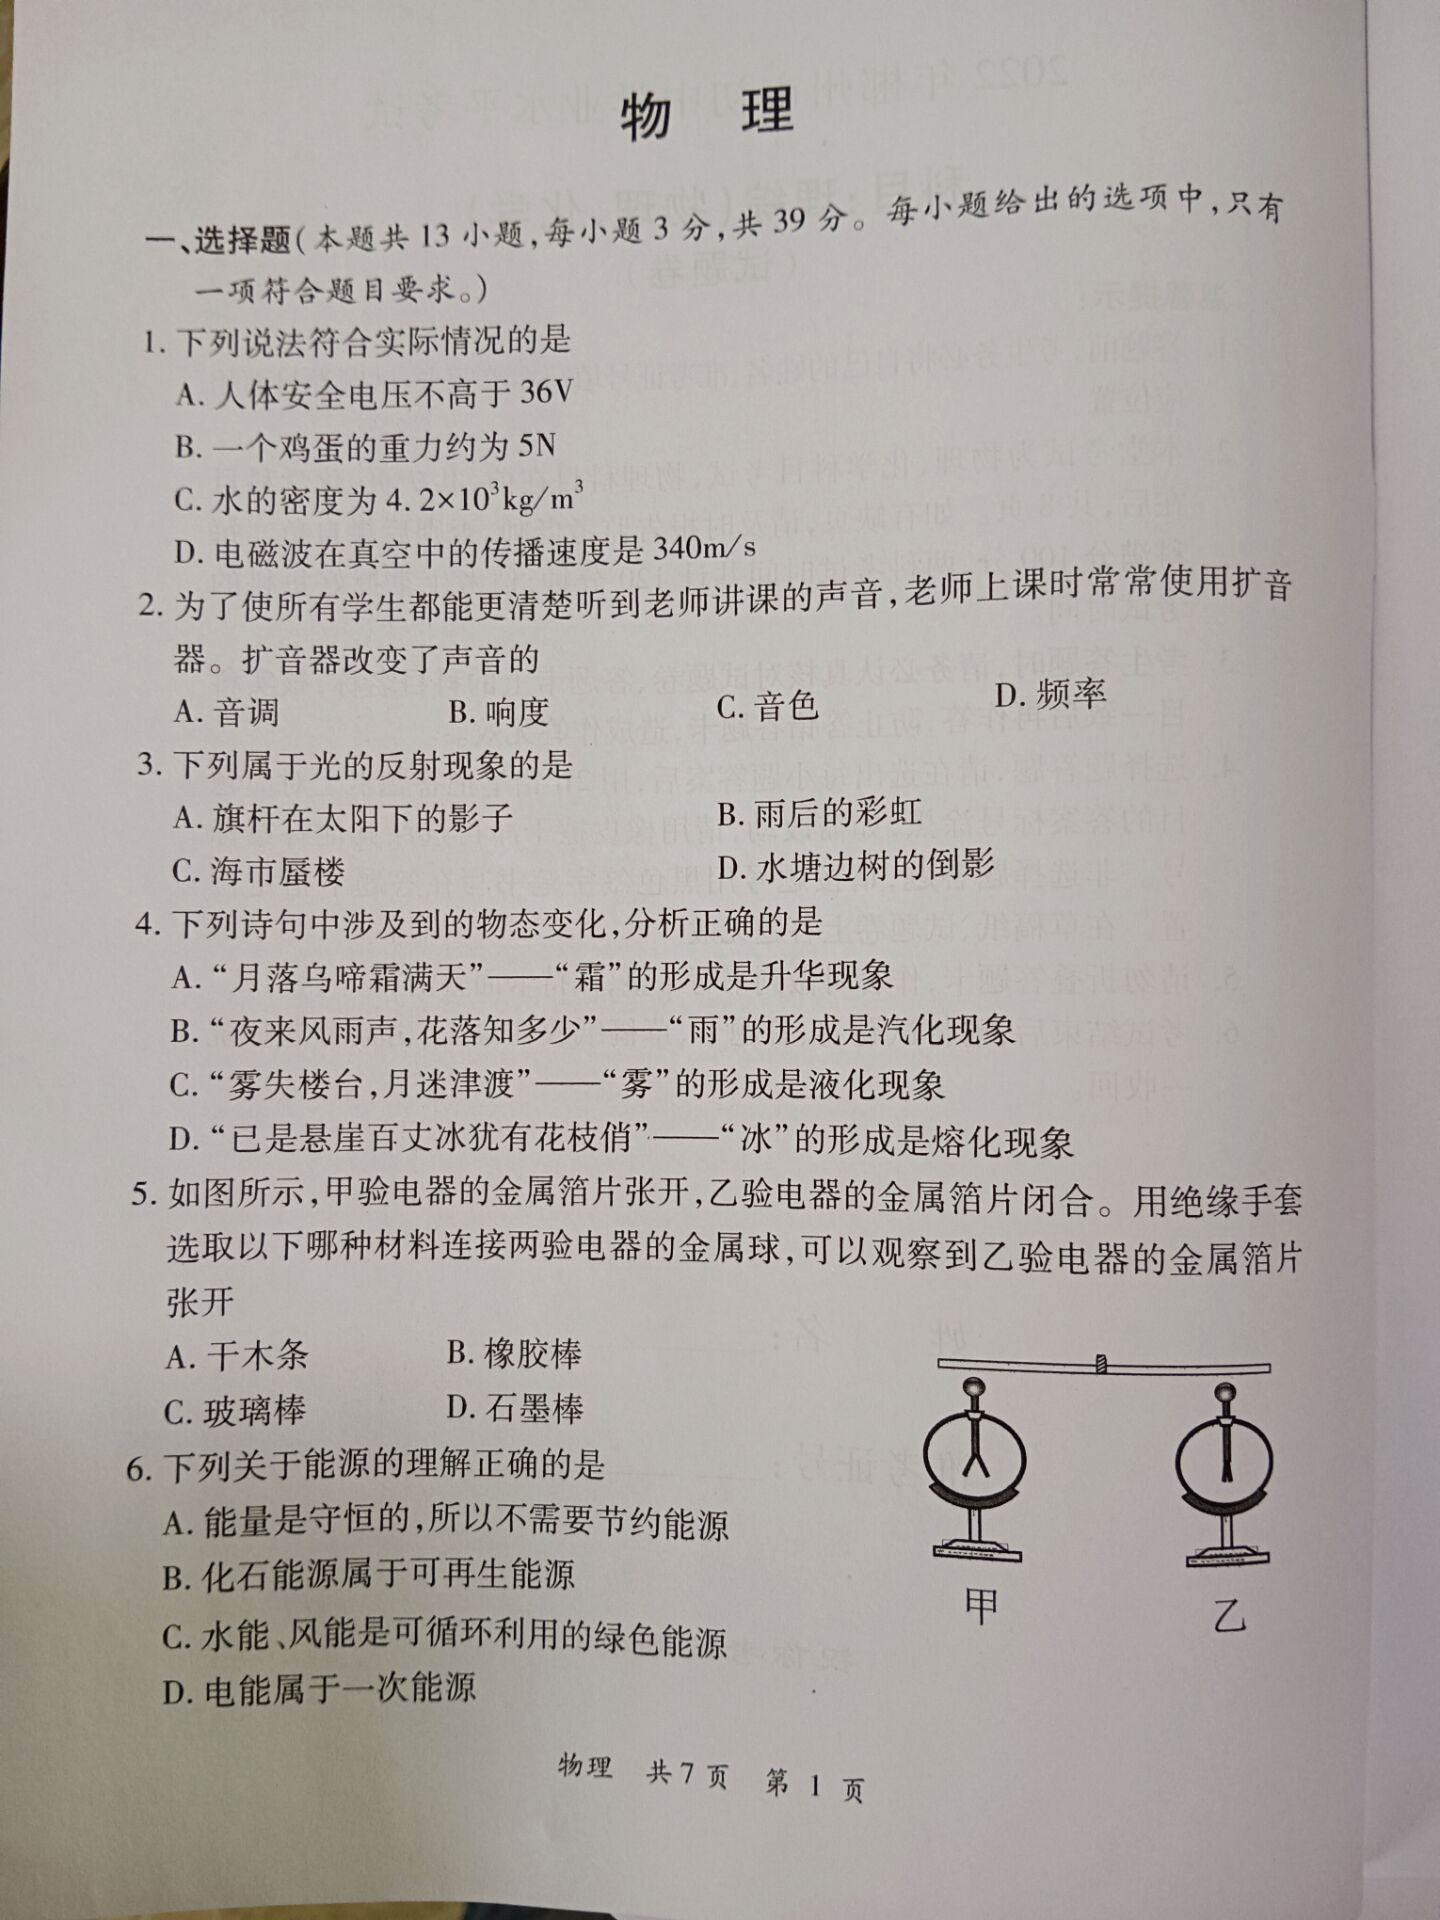 物 理
一、选择题(本题共 13 小题,每小题 3 分,共 39 分。每小题给出的选项中,只有
一项符合题目要求。)
1. 下列说法符合实际情况的是
A. 人体安全电压不高于 36V
B. 一个鸡蛋的重力约为 5N
C. 水的密度为 4.2×10³kg/m³
D. 电磁波在真空中的传播速度是 340m/s
2. 为了使所有学生都能更清楚听到老师讲课的声音,老师上课时常常使用扩音
器。扩音器改变了声音的
A. 音调 B. 响度 C. 音色 D. 频率
3. 下列属于光的反射现象的是
A. 旗杆在太阳下的影子 B. 雨后的彩虹
C. 海市蜃楼 D. 水塘边树的倒影
4. 下列诗句中涉及到的物态变化,分析正确的是
A. “月落乌啼霜满天”——“霜”的形成是升华现象
B. “夜来风雨声,花落知多少”——“雨”的形成是汽化现象
C. “雾失楼台,月迷津渡”——“雾”的形成是液化现象
D. “已是悬崖百丈冰犹有花枝俏”——“冰”的形成是熔化现象
5. 如图所示,甲验电器的金属箔片张开,乙验电器的金属箔片闭合。用绝缘手套
选取以下哪种材料连接两验电器的金属球,可以观察到乙验电器的金属箔片
张开
A. 干木条 B. 橡胶棒
C. 玻璃棒 D. 石墨棒
6. 下列关于能源的理解正确的是
A. 能量是守恒的,所以不需要节约能源
B. 化石能源属于可再生能源
C. 水能、风能是可循环利用的绿色能源
D. 电能属于一次能源
甲 乙
物理 共 7 页 第 1 页